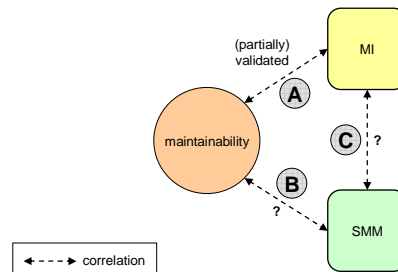 (partially)
validated
MI
A
maintainability
C
?
B
?
SMM
correlation